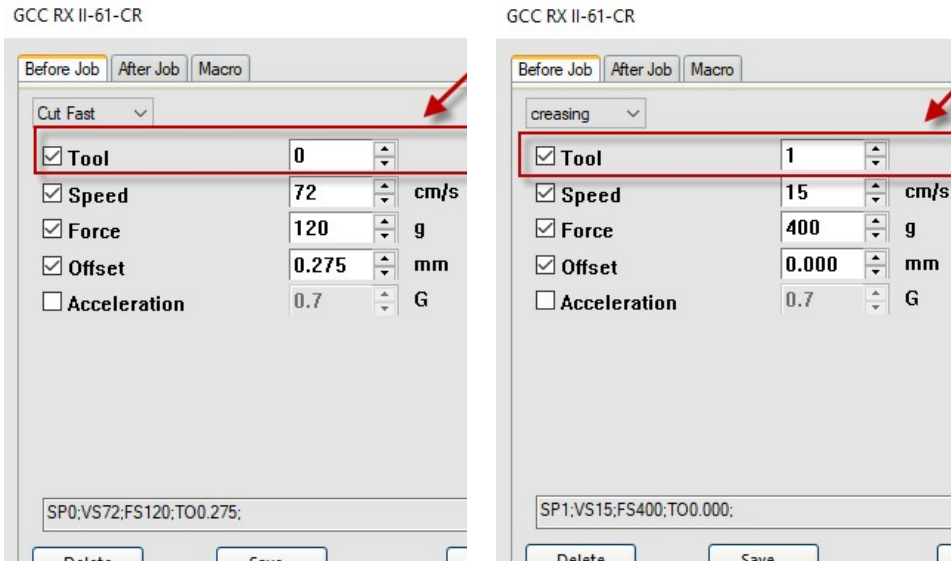 GCC RX II-61-CR
Before Job After Job Macro
Cut Fast
Tool 0
Speed 72 cm/s
Force 120 g
Offset 0.275 mm
Acceleration 0.7 G
SP0;VS72;FS120;TO0.275;
Delete Save
GCC RX II-61-CR
Before Job After Job Macro
creasing
Tool 1
Speed 15 cm/s
Force 400 g
Offset 0.000 mm
Acceleration 0.7 G
SP1;VS15;FS400;TO0.000;
Delete Save